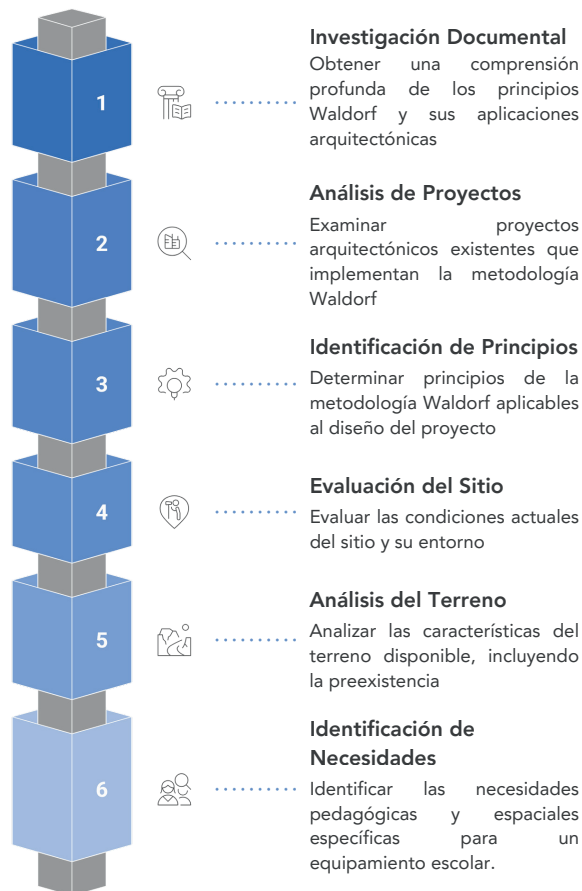 1
Investigación Documental
Obtener una comprensión
profunda de los principios
Waldorf y sus aplicaciones
arquitectónicas
2
Análisis de Proyectos
Examinar proyectos
arquitectónicos existentes que
implementan la metodología
Waldorf
3
Identificación de Principios
Determinar principios de la
metodología Waldorf aplicables
al diseño del proyecto
4
Evaluación del Sitio
Evaluar las condiciones actuales
del sitio y su entorno
5
Análisis del Terreno
Analizar las características del
terreno disponible, incluyendo
la preexistencia
6
Identificación de
Necesidades
Identificar las necesidades
pedagógicas y espaciales
específicas para un
equipamiento escolar.